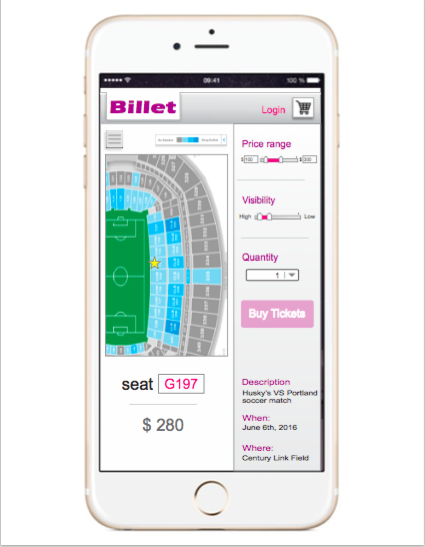 09:41
100 %
Billet
Login
Price range
$ 100
$ 300
Visibility
High
Low
Quantity
1
Buy Tickets
seat G197
$ 280
Description
Husky's VS Portland
soccer match
When:
June 6th, 2016
Where:
Century Link Field